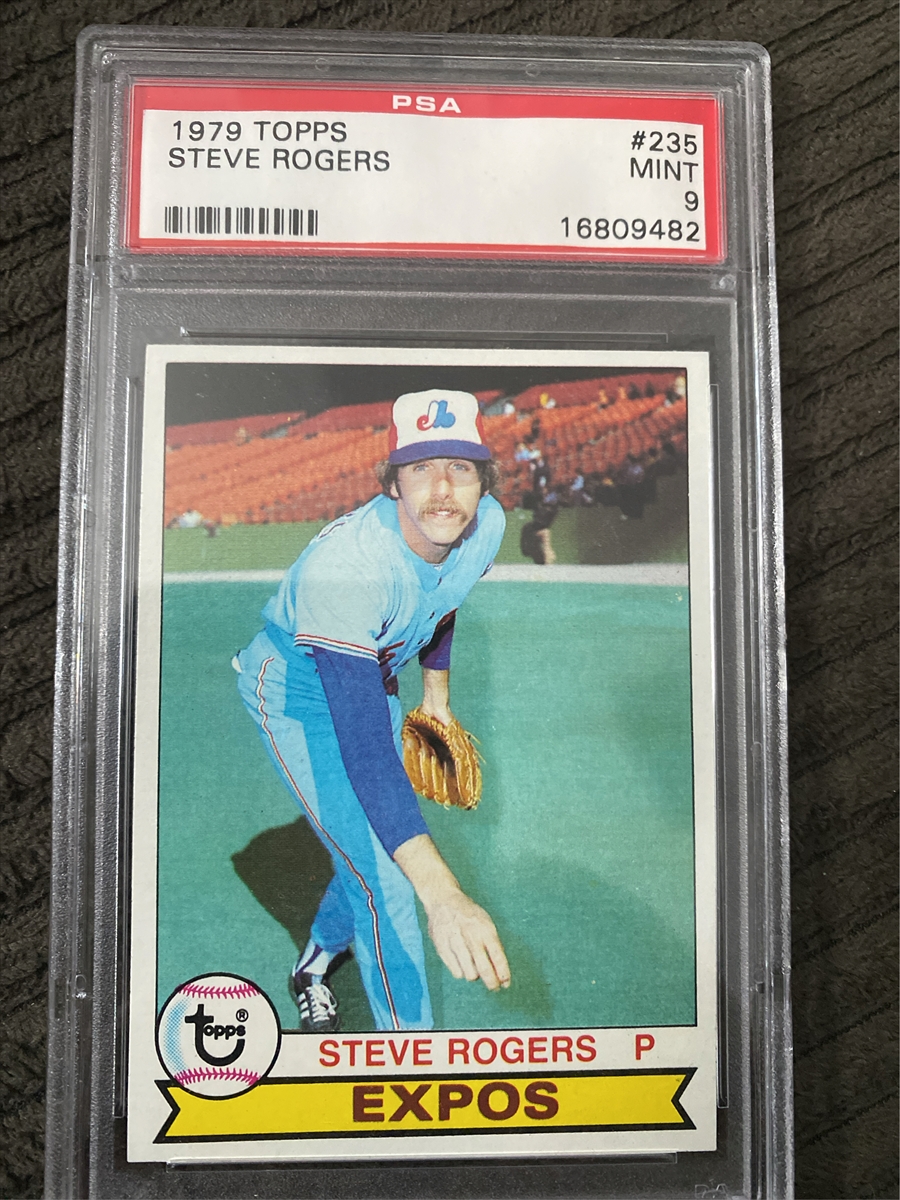 PSA
1979 TOPPS #235
STEVE ROGERS MINT
9
16809482
topps®
STEVE ROGERS P
EXPOS